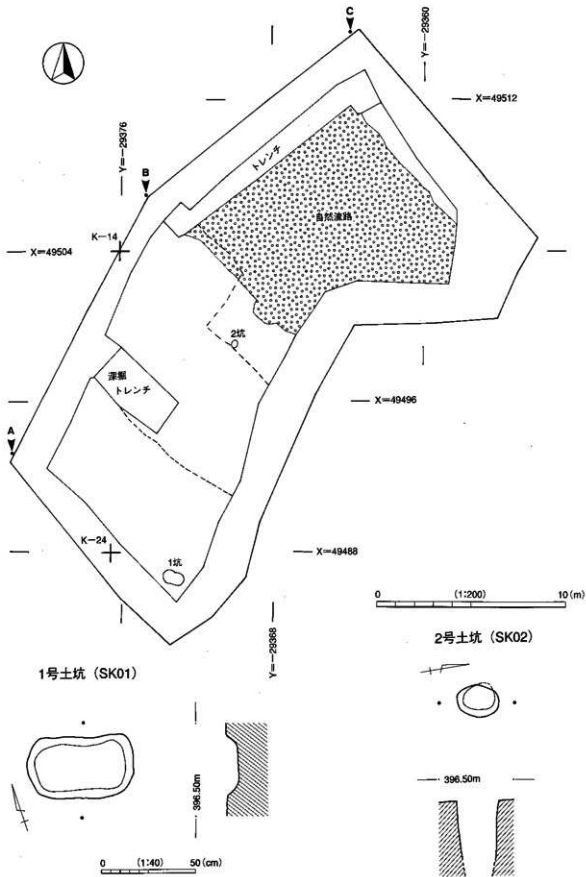 C
Y=-29360
X=49512
Y=-29376
トレンチ
B
自然流路
K-14
X=49504
2坑
深掘
トレンチ
X=49496
A
K-24
X=49488
1坑
0 (1:200) 10(m)
Y=-29368
2号土坑(SK02)
1号土坑(SK01)
396.50m
396.50m
0 (1:40) 50(cm)